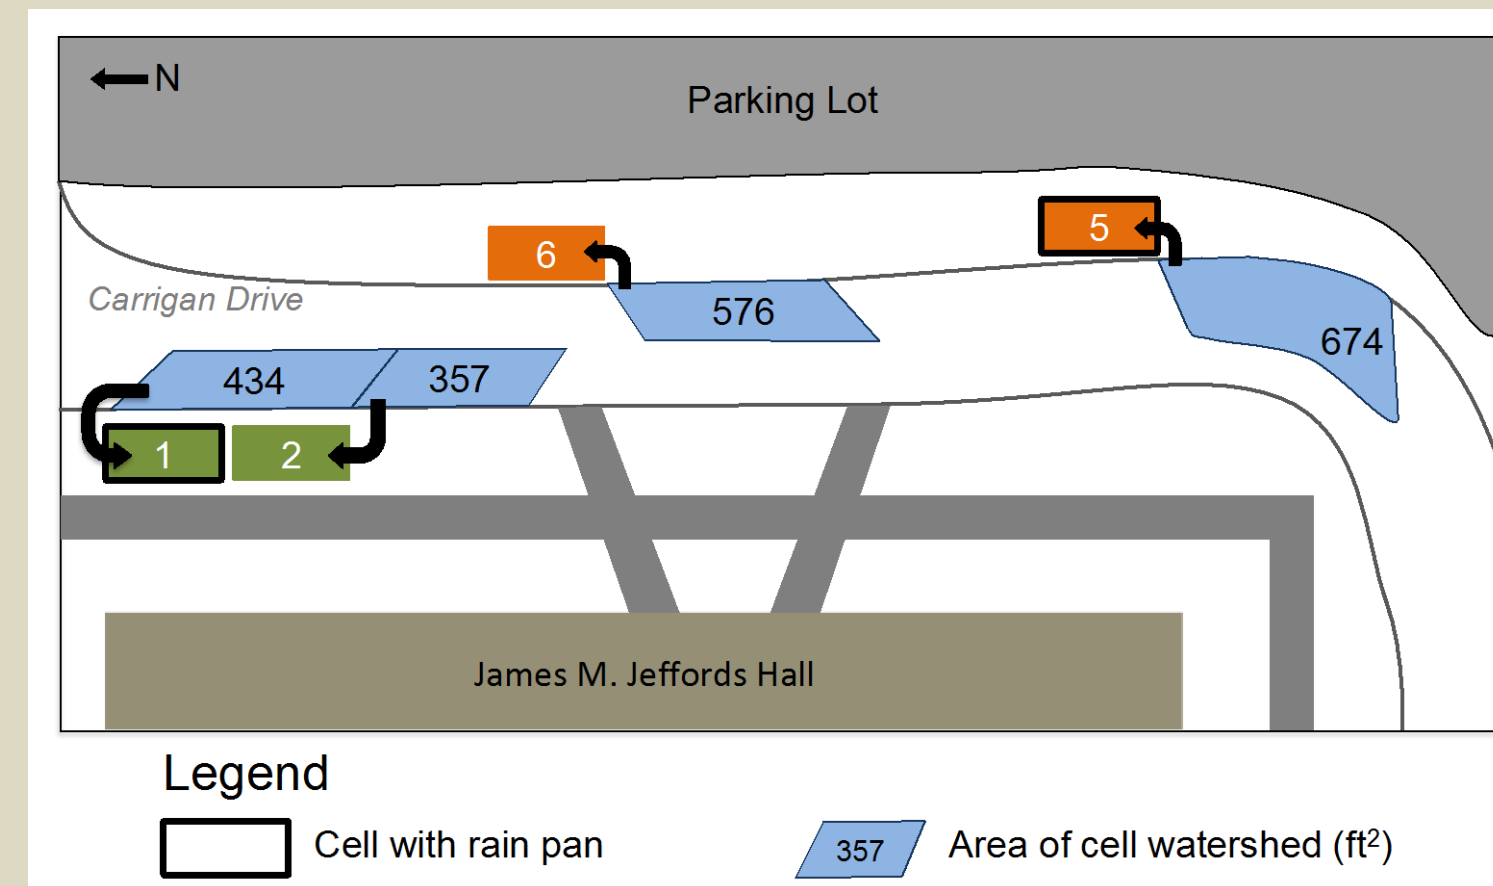 N
Parking Lot
5
6
Carrigan Drive
576
674
434
357
1
2
James M. Jeffords Hall
Legend
Cell with rain pan
357
Area of cell watershed (ft²)